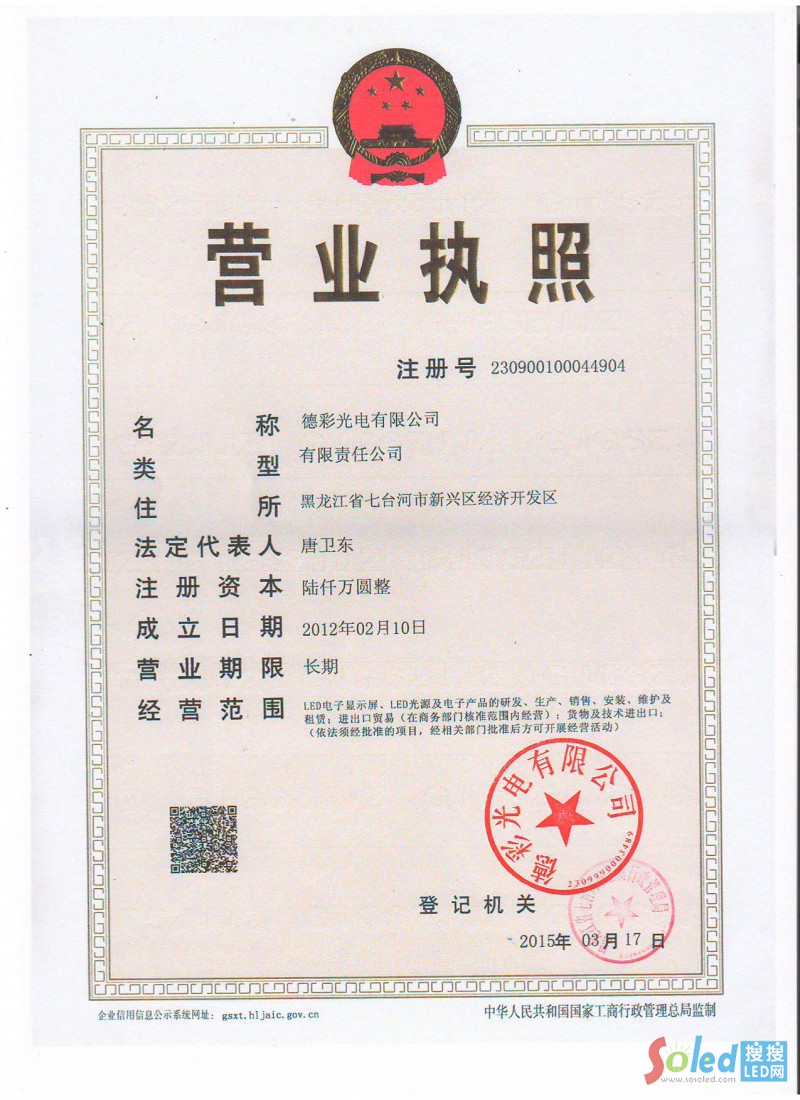 营业执照
注册号 230900100044904
名称 德彩光电有限公司
类型 有限责任公司
住所 黑龙江省七台河市新兴区经济开发区
法定代表人 唐卫东
注册资本 陆仟万圆整
成立日期 2012年02月10日
营业期限 长期
经营范围 LED电子显示屏、LED光源及电子产品的研发、生产、销售、安装、维护及
租赁；进出口贸易（在商务部门核准范围内经营）；货物及技术进出口；
（依法须经批准的项目，经相关部门批准后方可开展经营活动）
德彩光电有限公司
2309990003489
登记机关
2015年 03月17日
企业信用信息公示系统网址： gsxt.hljaic.gov.cn
中华人民共和国国家工商行政管理总局监制
Soled 搜搜
LED网
www.sosoled.com